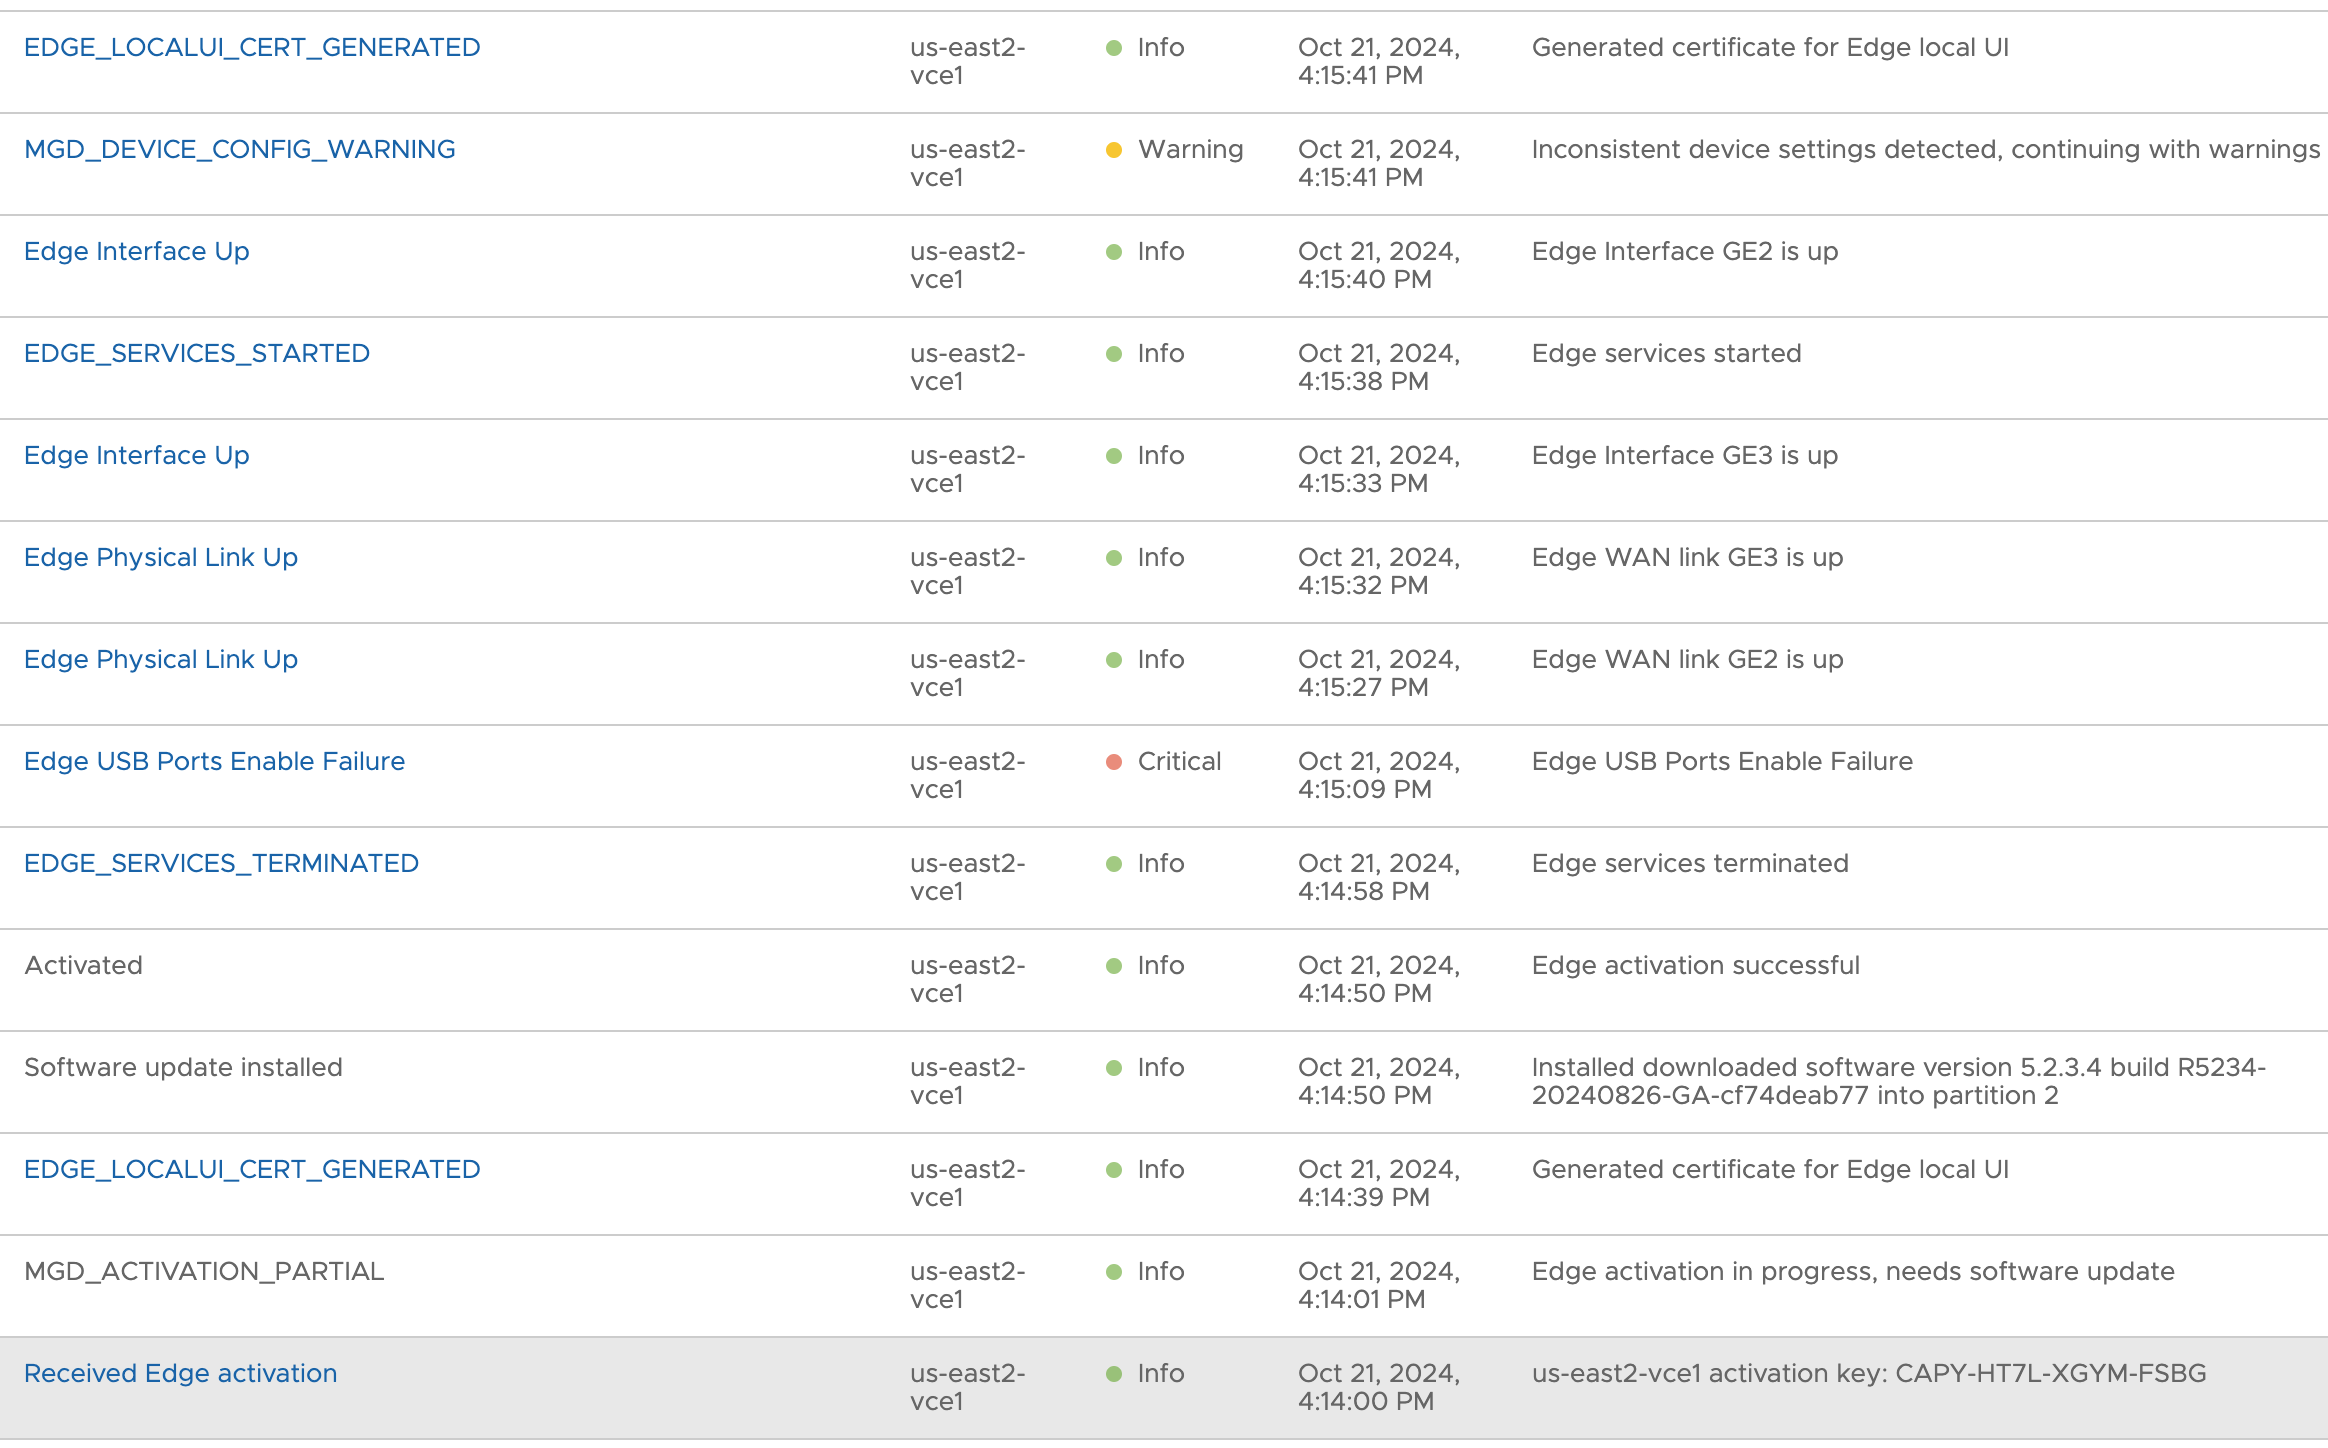 EDGE_LOCALUI_CERT_GENERATED
us-east2-
vce1
Info
Oct 21, 2024,
4:15:41 PM
Generated certificate for Edge local UI
MGD_DEVICE_CONFIG_WARNING
us-east2-
vce1
Warning
Oct 21, 2024,
4:15:41 PM
Inconsistent device settings detected, continuing with warnings
Edge Interface Up
us-east2-
vce1
Info
Oct 21, 2024,
4:15:40 PM
Edge Interface GE2 is up
EDGE_SERVICES_STARTED
us-east2-
vce1
Info
Oct 21, 2024,
4:15:38 PM
Edge services started
Edge Interface Up
us-east2-
vce1
Info
Oct 21, 2024,
4:15:33 PM
Edge Interface GE3 is up
Edge Physical Link Up
us-east2-
vce1
Info
Oct 21, 2024,
4:15:32 PM
Edge WAN link GE3 is up
Edge Physical Link Up
us-east2-
vce1
Info
Oct 21, 2024,
4:15:27 PM
Edge WAN link GE2 is up
Edge USB Ports Enable Failure
us-east2-
vce1
Critical
Oct 21, 2024,
4:15:09 PM
Edge USB Ports Enable Failure
EDGE_SERVICES_TERMINATED
us-east2-
vce1
Info
Oct 21, 2024,
4:14:58 PM
Edge services terminated
Activated
us-east2-
vce1
Info
Oct 21, 2024,
4:14:50 PM
Edge activation successful
Software update installed
us-east2-
vce1
Info
Oct 21, 2024,
4:14:50 PM
Installed downloaded software version 5.2.3.4 build R5234-
20240826-GA-cf74deab77 into partition 2
EDGE_LOCALUI_CERT_GENERATED
us-east2-
vce1
Info
Oct 21, 2024,
4:14:39 PM
Generated certificate for Edge local UI
MGD_ACTIVATION_PARTIAL
us-east2-
vce1
Info
Oct 21, 2024,
4:14:01 PM
Edge activation in progress, needs software update
Received Edge activation
us-east2-
vce1
Info
Oct 21, 2024,
4:14:00 PM
us-east2-vce1 activation key: CAPY-HT7L-XGYM-FSBG